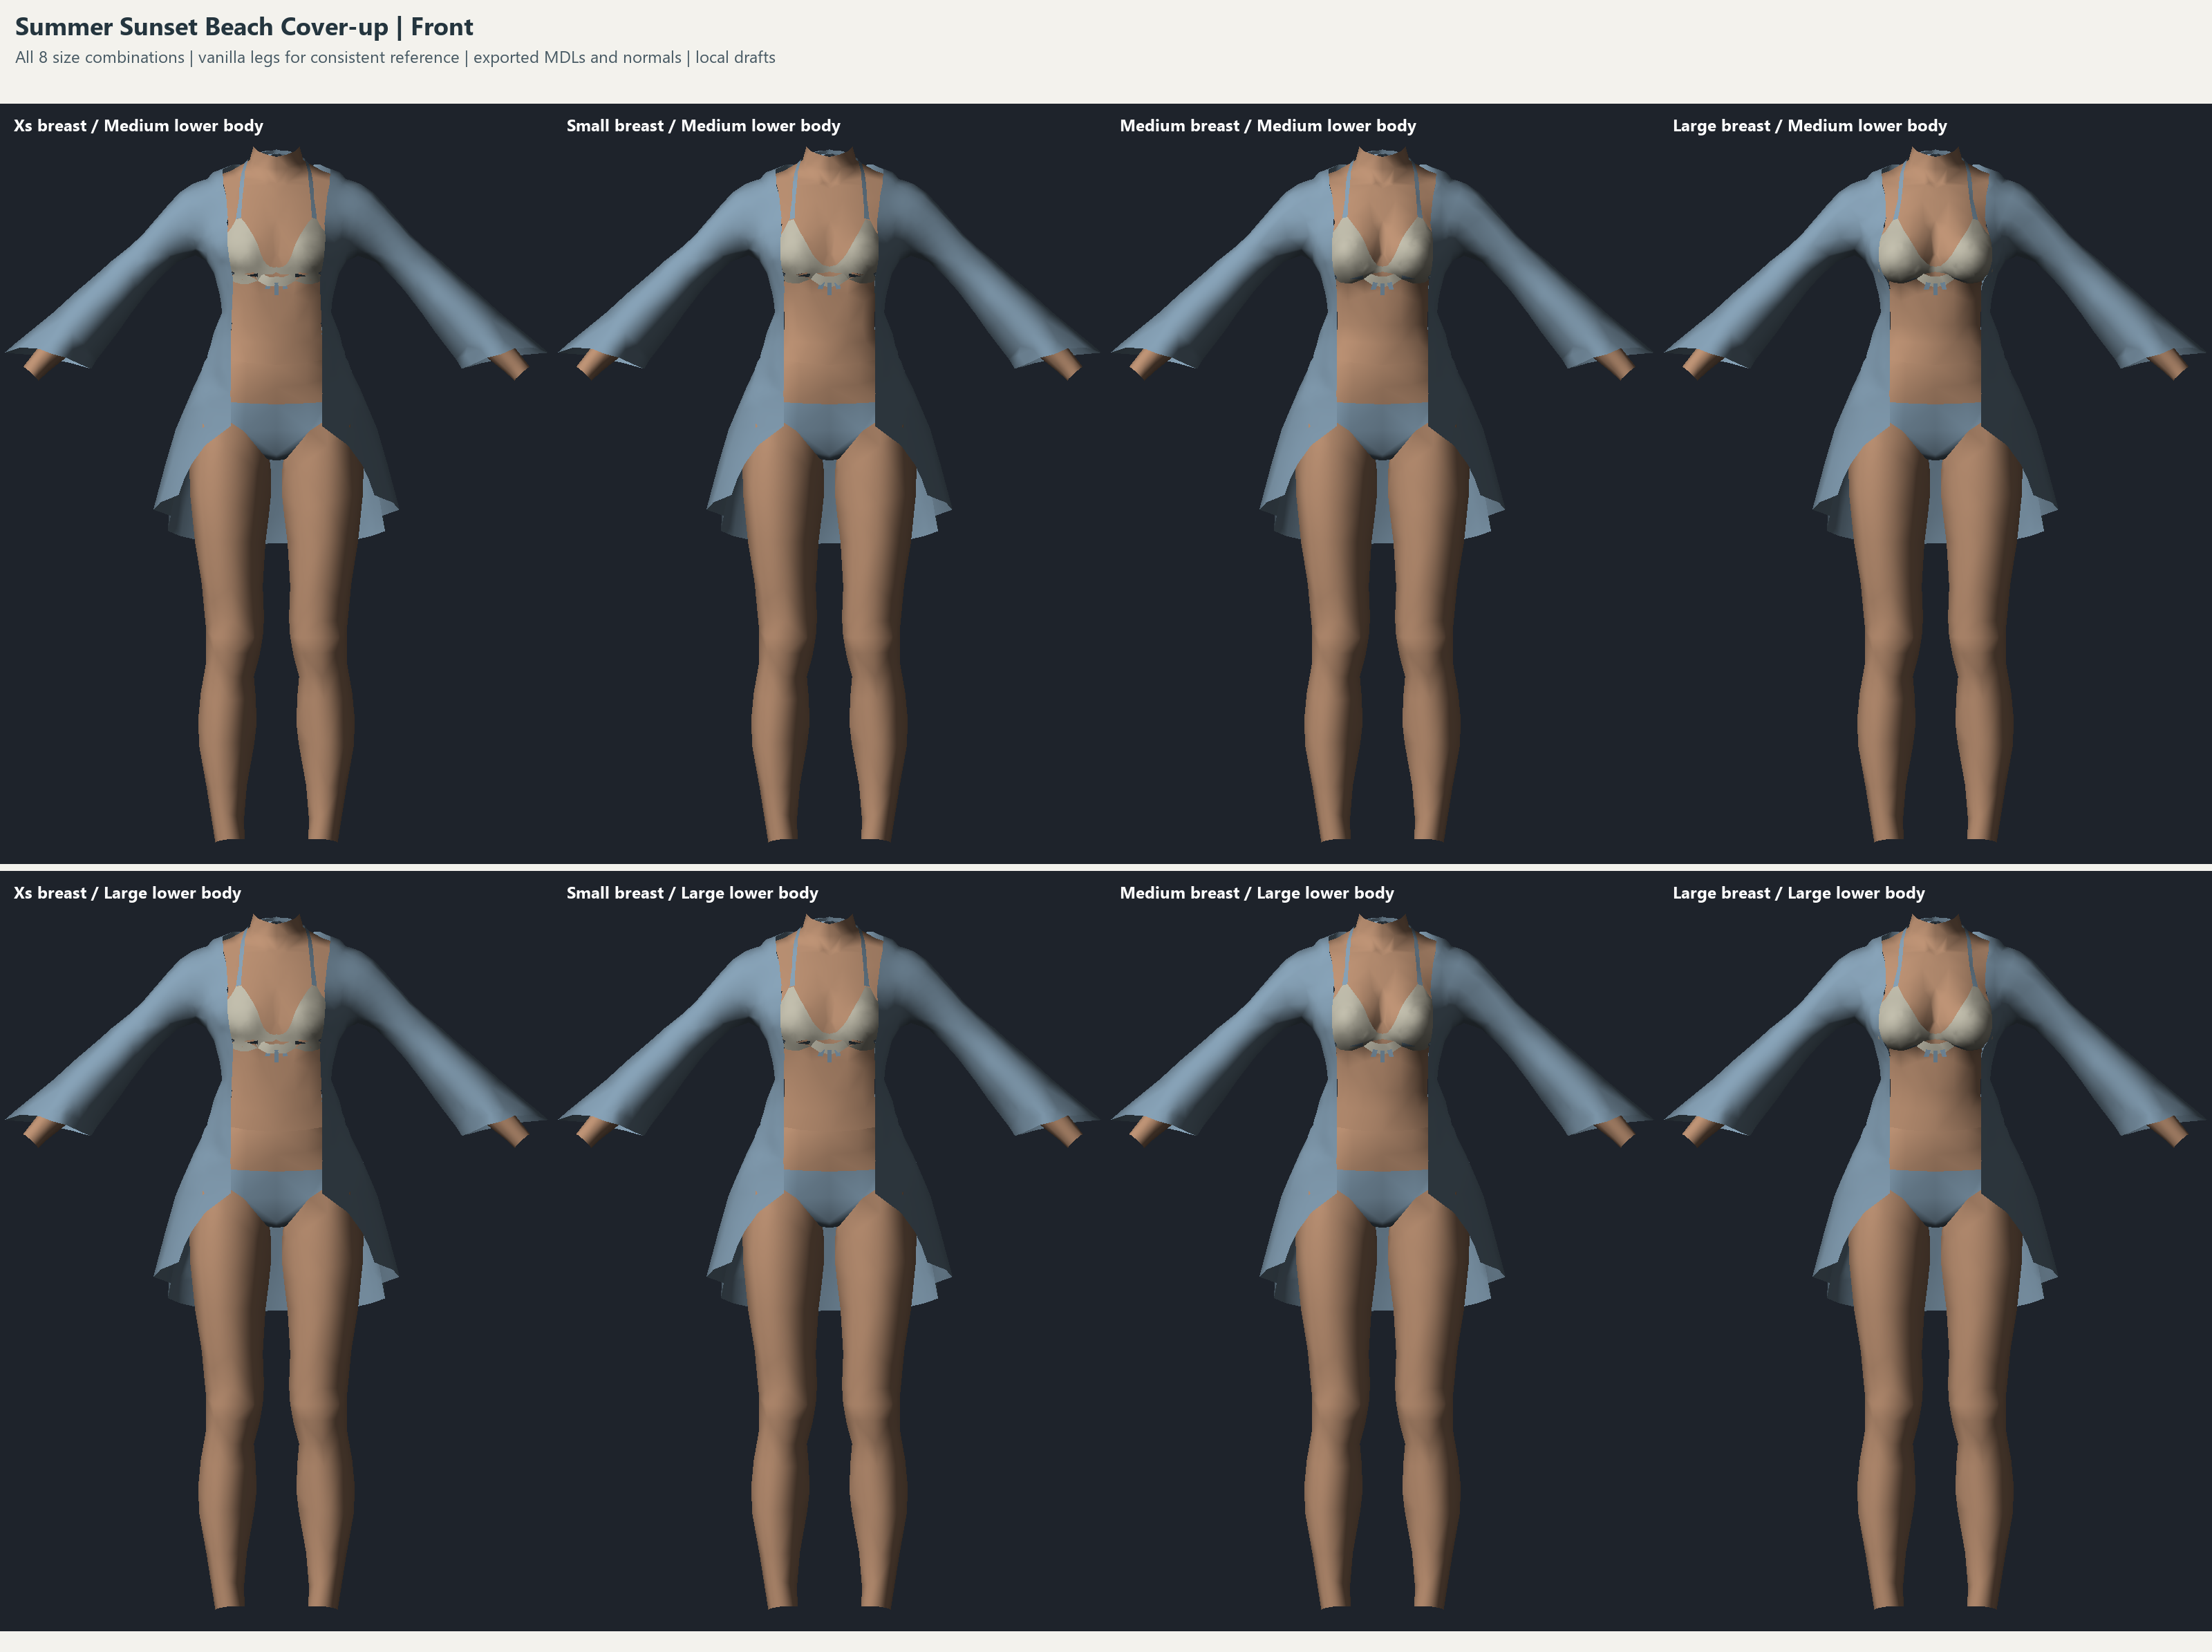 Summer Sunset Beach Cover-up | Front
All 8 size combinations | vanilla legs for consistent reference | exported MDLs and normals | local drafts
Xs breast / Medium lower body
Small breast / Medium lower body
Medium breast / Medium lower body
Large breast / Medium lower body
Xs breast / Large lower body
Small breast / Large lower body
Medium breast / Large lower body
Large breast / Large lower body